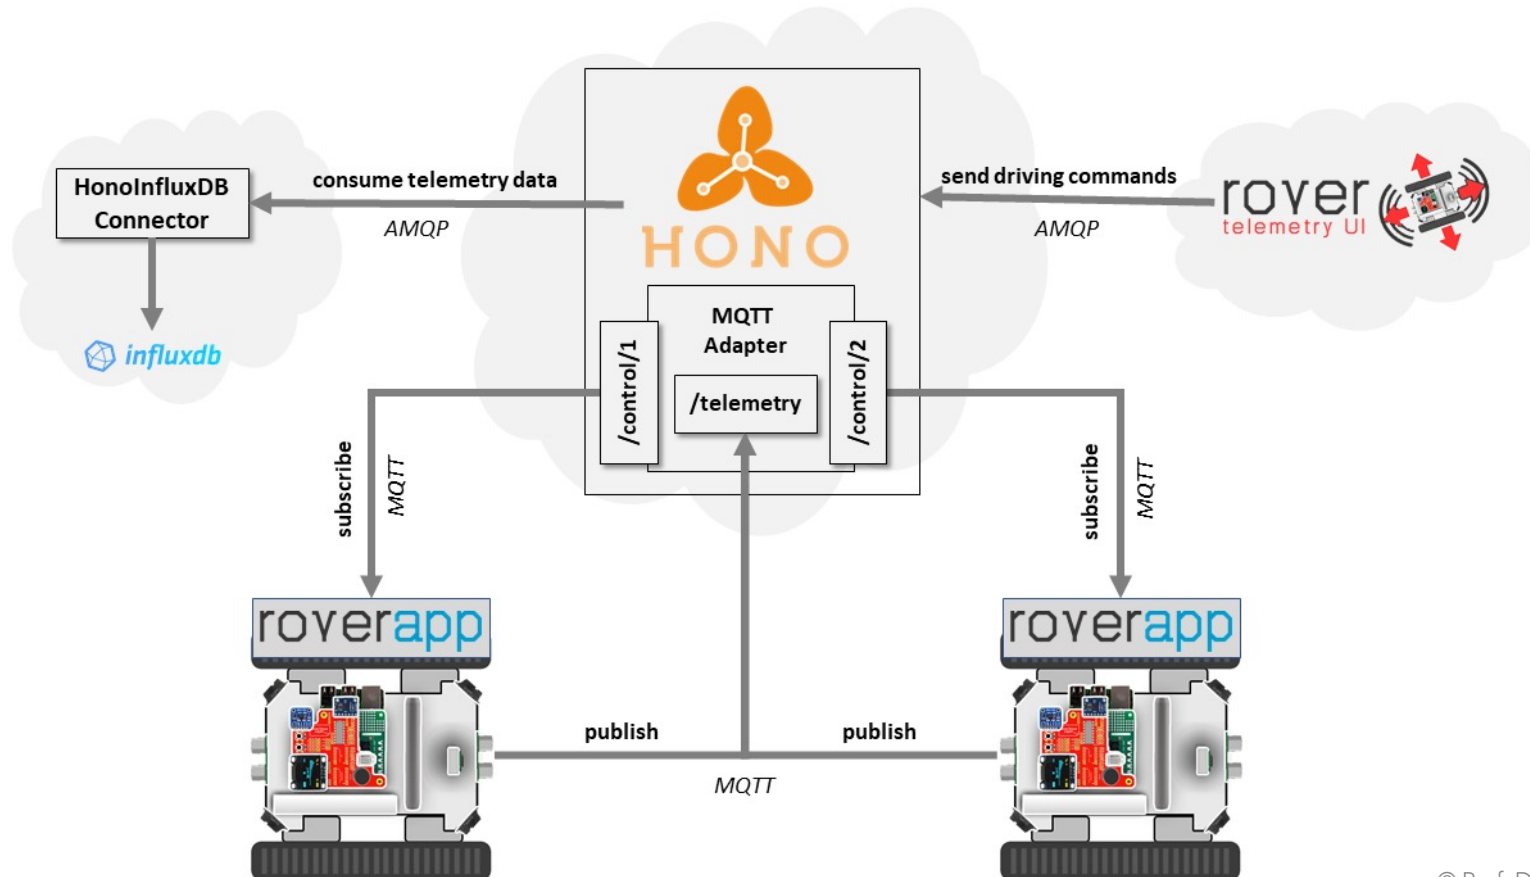 HonoInfluxDB
Connector
consume telemetry data
AMQP
HONO
send driving commands
AMQP
rover
telemetry UI
influxdb
MQTT
Adapter
/control/1
/telemetry
/control/2
subscribe
MQTT
subscribe
MQTT
roverapp
roverapp
publish
publish
MQTT